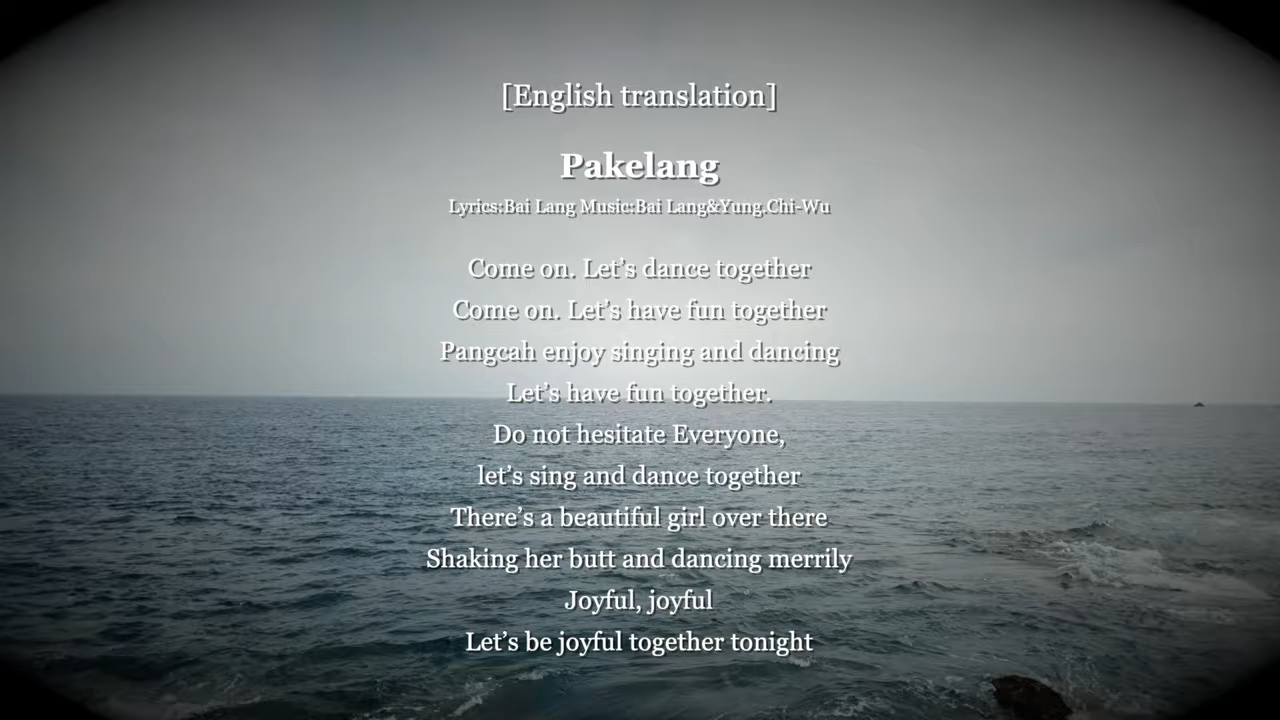 [English translation]
Pakelang
Lyrics:Bai Lang Music:Bai Lang&Yung.Chi-Wu
Come on. Let’s dance together
Come on. Let’s have fun together
Pangcah enjoy singing and dancing
Let’s have fun together.
Do not hesitate Everyone,
let’s sing and dance together
There’s a beautiful girl over there
Shaking her butt and dancing merrily
Joyful, joyful
Let’s be joyful together tonight